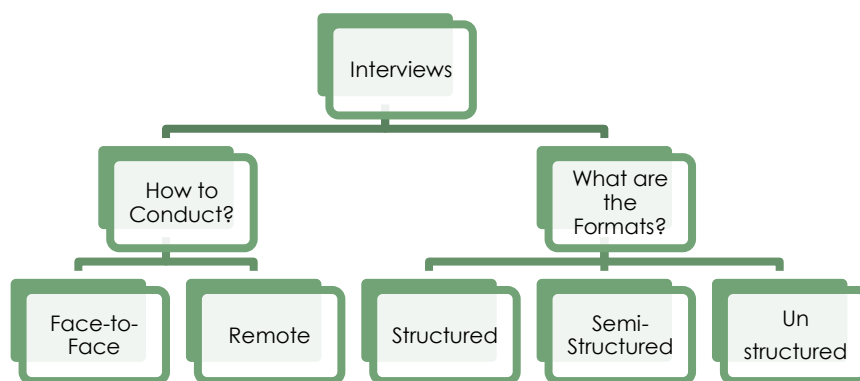 Interviews
How to
Conduct?
What are
the
Formats?
Face-to-
Face
Remote
Structured
Semi-
Structured
Un
structured